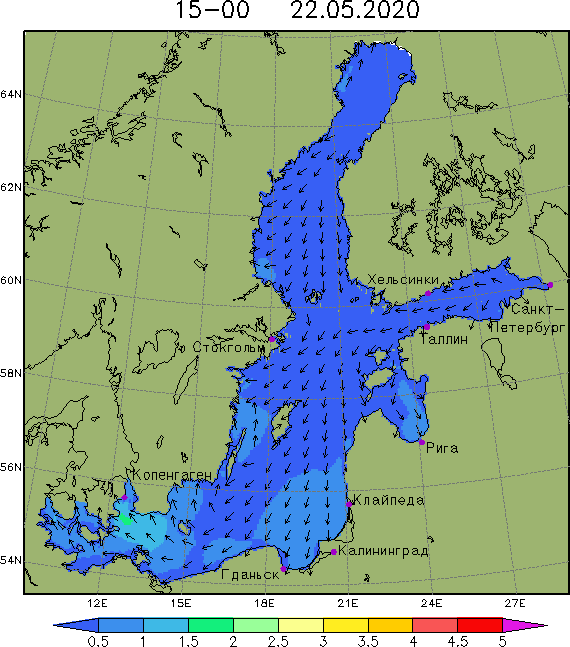 15-00 22.05.2020
64N
62N
60N
58N
56N
54N
Хельсинки
Санкт-
Петербург
Таллин
Стокгольм
Рига
Копенгаген
Клайпеда
Калининград
Гданьск
12E 15E 18E 21E 24E 27E
0.5 1 1.5 2 2.5 3 3.5 4 4.5 5